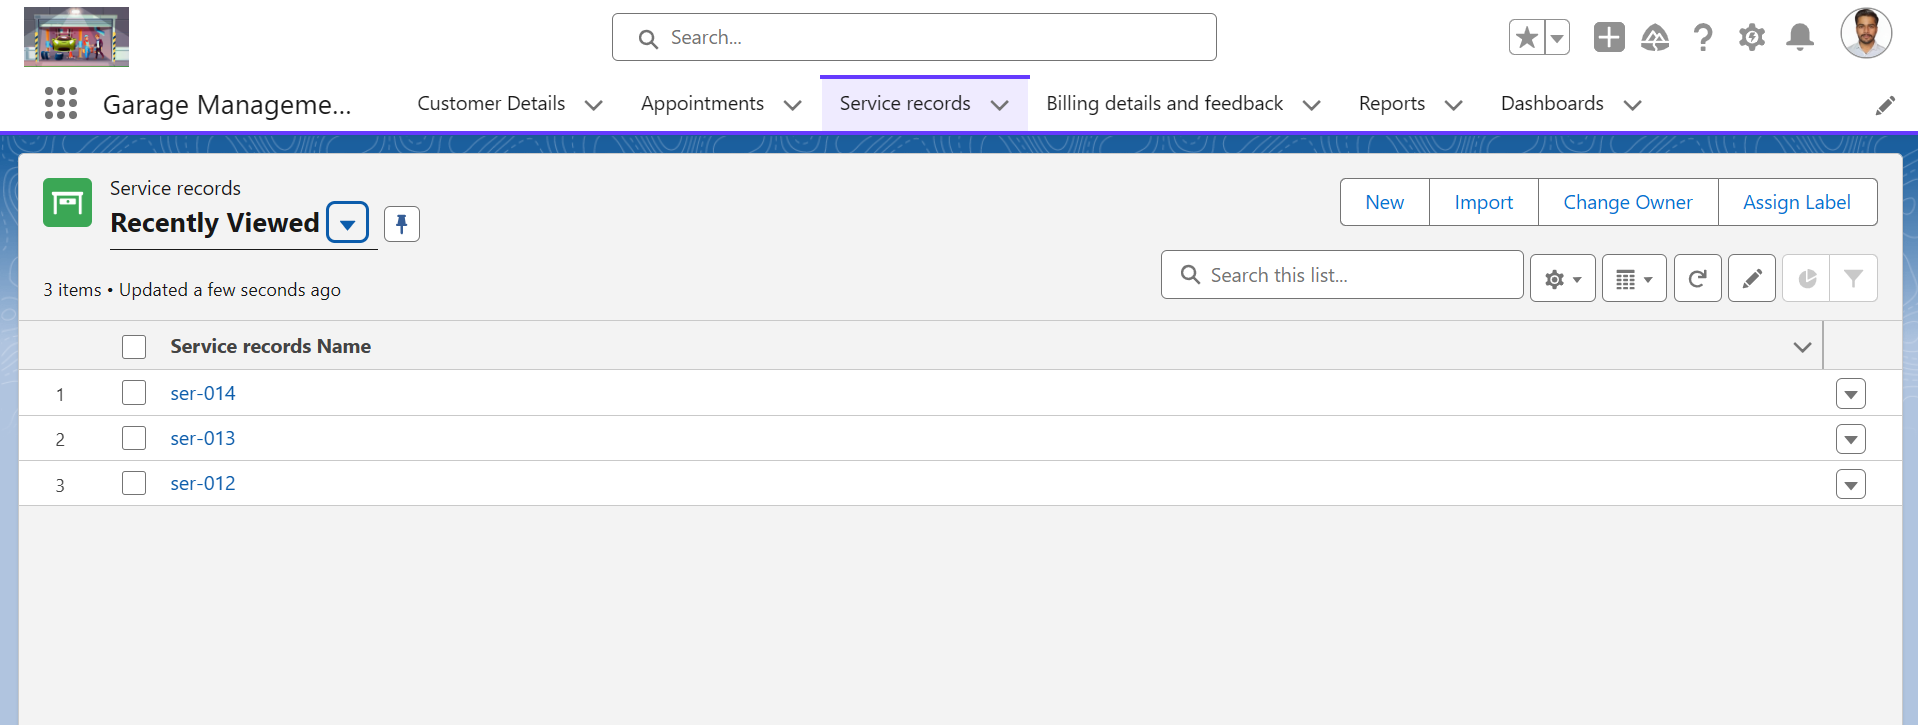 Search...
Garage Manageme...
Customer Details
Appointments
Service records
Billing details and feedback
Reports
Dashboards
Service records
Recently Viewed
New
Import
Change Owner
Assign Label
3 items • Updated a few seconds ago
Search this list...
Service records Name
1 ser-014
2 ser-013
3 ser-012